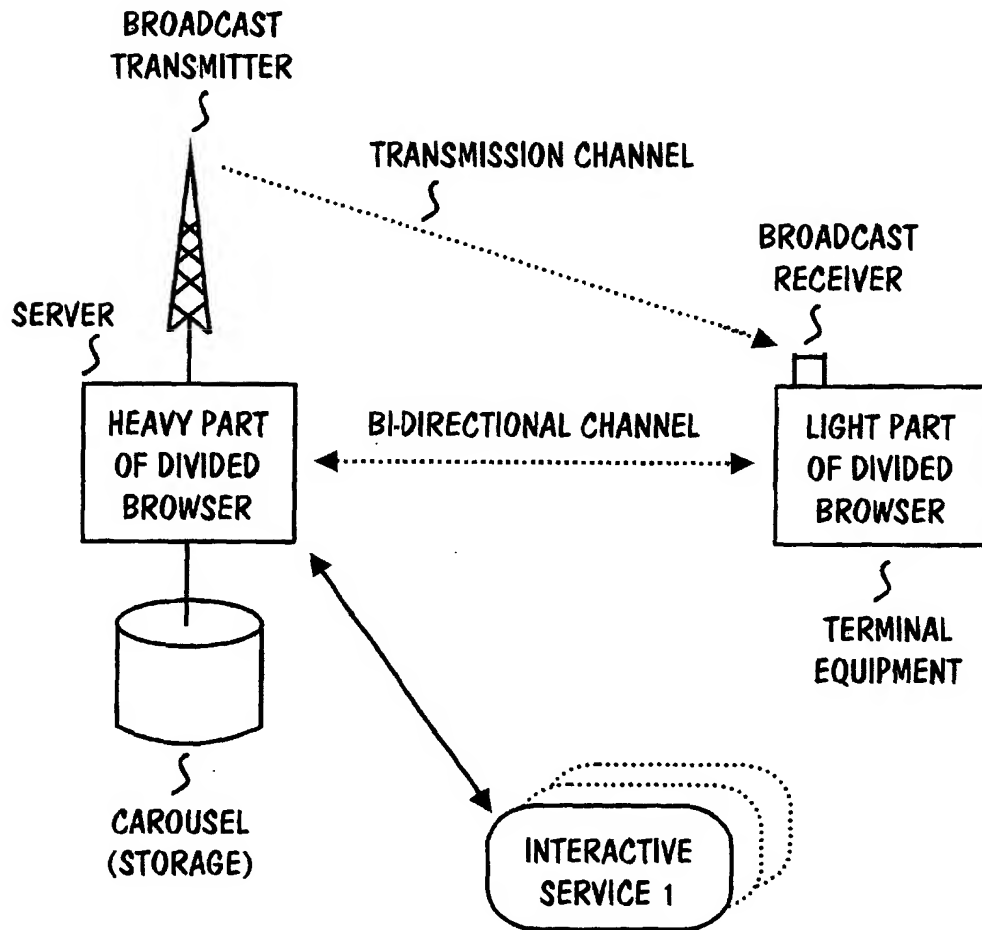 BROADCAST
TRANSMITTER
TRANSMISSION CHANNEL
BROADCAST
RECEIVER
SERVER
HEAVY PART
OF DIVIDED
BROWSER
BI-DIRECTIONAL CHANNEL
LIGHT PART
OF DIVIDED
BROWSER
TERMINAL
EQUIPMENT
CAROUSEL
(STORAGE)
INTERACTIVE
SERVICE 1